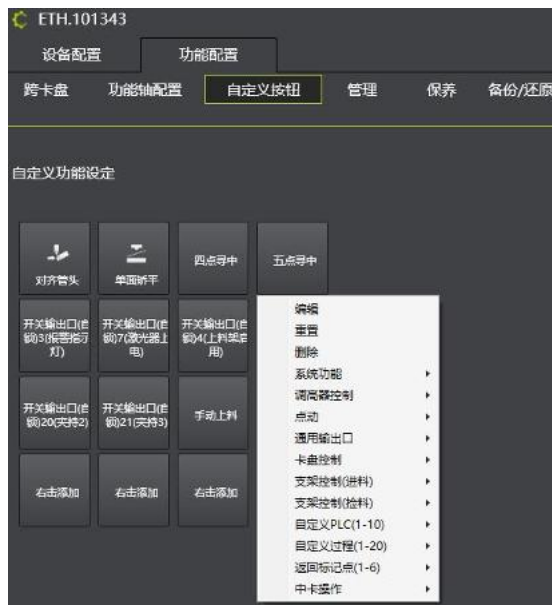 ETH.101343
设备配置 功能配置
跨卡盘 功能轴配置 自定义按钮 管理 保养 备份/还原
自定义功能设定
对齐管头 单面矫平 四点寻中 五点寻中
开关输出口(自 开关输出口(自 开关输出口(自
锁)3(报警指示 锁)7(激光器上 锁)4(上料架启
灯) 电) 用)
开关输出口(自 开关输出口(自 手动上料
锁)20(夹持2) 锁)21(夹持3)
右击添加 右击添加 右击添加
编辑
重置
删除
系统功能
调高器控制
点动
通用输出口
卡盘控制
支架控制(进料)
支架控制(捡料)
自定义PLC(1-10)
自定义过程(1-20)
返回标记点(1-6)
中卡操作